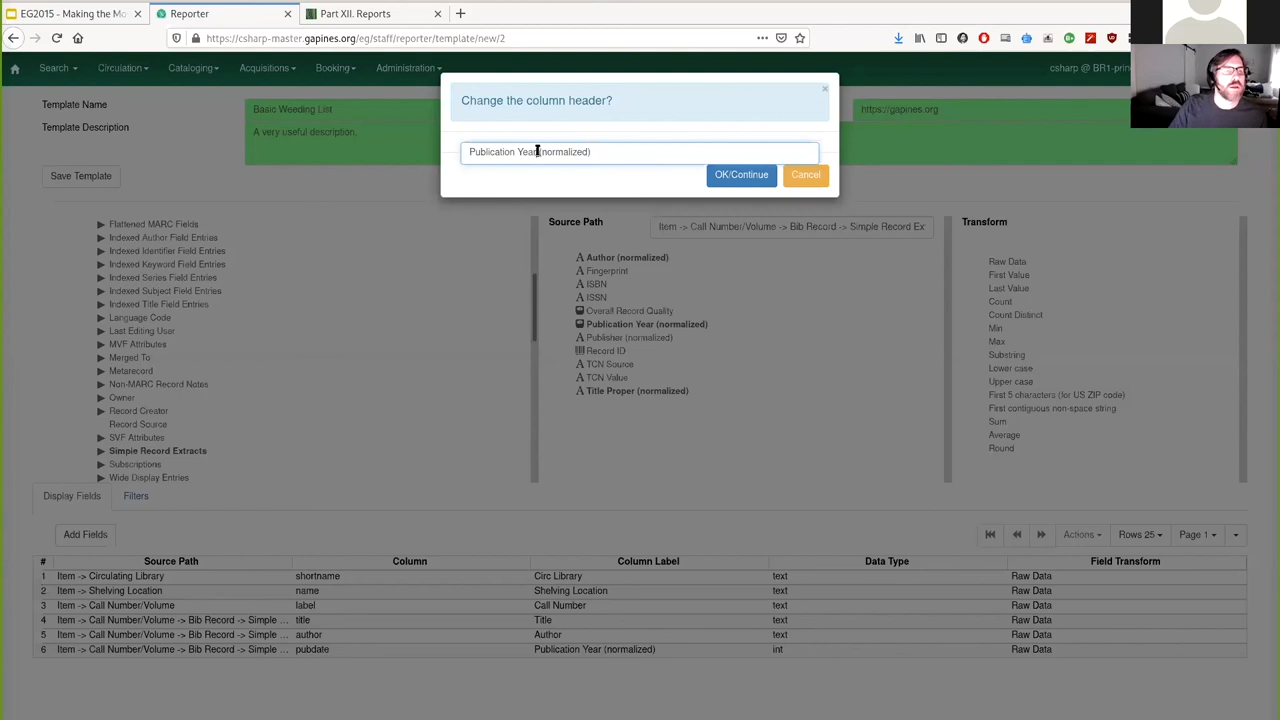 EG2015 - Making the Mo
Reporter
Part XII. Reports
https://csharp-master.gapines.org/eg/staff/reporter/template/new/2
Search
Circulation
Cataloging
Acquisitions
Booking
Administration
csharp @ BR1-prin
Change the column header?
Publication Year (normalized)
OK/Continue
Cancel
Template Name
Basic Weeding List
https://gapines.org
Template Description
A very useful description.
Save Template
Flattened MARC Fields
Indexed Author Field Entries
Indexed Identifier Field Entries
Indexed Keyword Field Entries
Indexed Series Field Entries
Indexed Subject Field Entries
Indexed Title Field Entries
Language Code
Last Editing User
MVF Attributes
Merged To
Metarecord
Non-MARC Record Notes
Owner
Record Creator
Record Source
SVF Attributes
Simple Record Extracts
Subscriptions
Wide Display Entries
Source Path
Item -> Call Number/Volume -> Bib Record -> Simple Record Ex
Author (normalized)
Fingerprint
ISBN
ISSN
Overall Record Quality
Publication Year (normalized)
Publisher (normalized)
Record ID
TCN Source
TCN Value
Title Proper (normalized)
Transform
Raw Data
First Value
Last Value
Count
Count Distinct
Min
Max
Substring
Lower case
Upper case
First 5 characters (for US ZIP code)
First contiguous non-space string
Sum
Average
Round
Display Fields
Filters
Add Fields
Actions
Rows 25
Page 1
# Source Path Column Column Label Data Type Field Transform
1 Item -> Circulating Library shortname Circ Library text Raw Data
2 Item -> Shelving Location name Shelving Location text Raw Data
3 Item -> Call Number/Volume label Call Number text Raw Data
4 Item -> Call Number/Volume -> Bib Record -> Simple ... title Title text Raw Data
5 Item -> Call Number/Volume -> Bib Record -> Simple ... author Author text Raw Data
6 Item -> Call Number/Volume -> Bib Record -> Simple ... pubdate Publication Year (normalized) int Raw Data